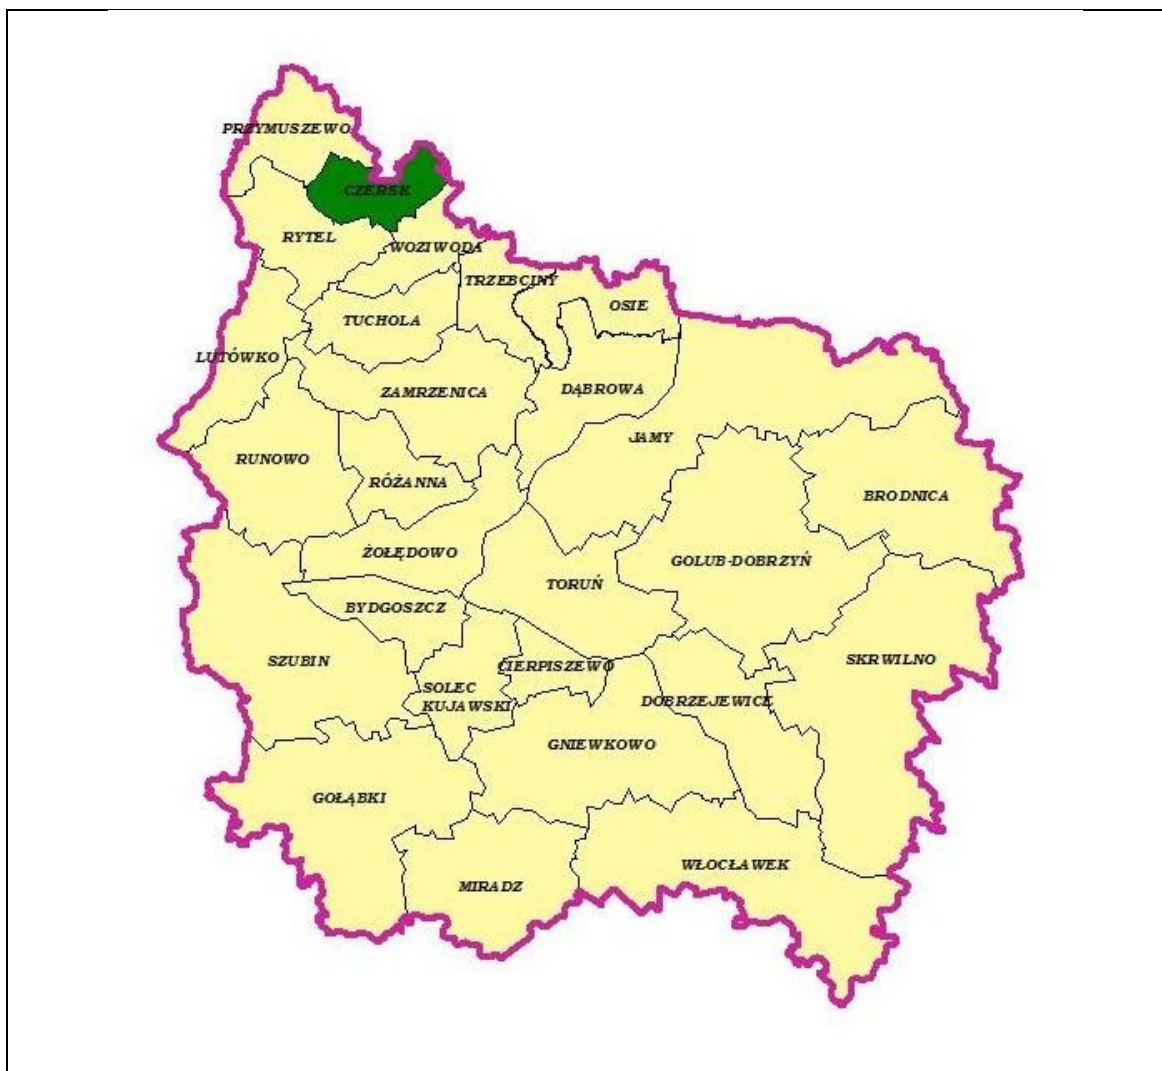 PRZYMUSZEWO
CZERSK
RYTEL
WOZIWODA
TRZEBCINY
OSIE
TUCHOLA
LUTÓWKO
ZAMRZENICA
DĄBROWA
JAMY
RUNOWO
RÓŻANNA
BRODNICA
ŻOŁĘDOWO
GOLUB-DOBRZYŃ
TORUŃ
BYDGOSZCZ
SZUBIN
CIERPISZEWO
SKRWILNO
SOLEC
KUJAWSKI
DOBRZEJEWICE
GNIEWKOWO
GOŁĄBKI
WŁOCŁAWEK
MIRADZ